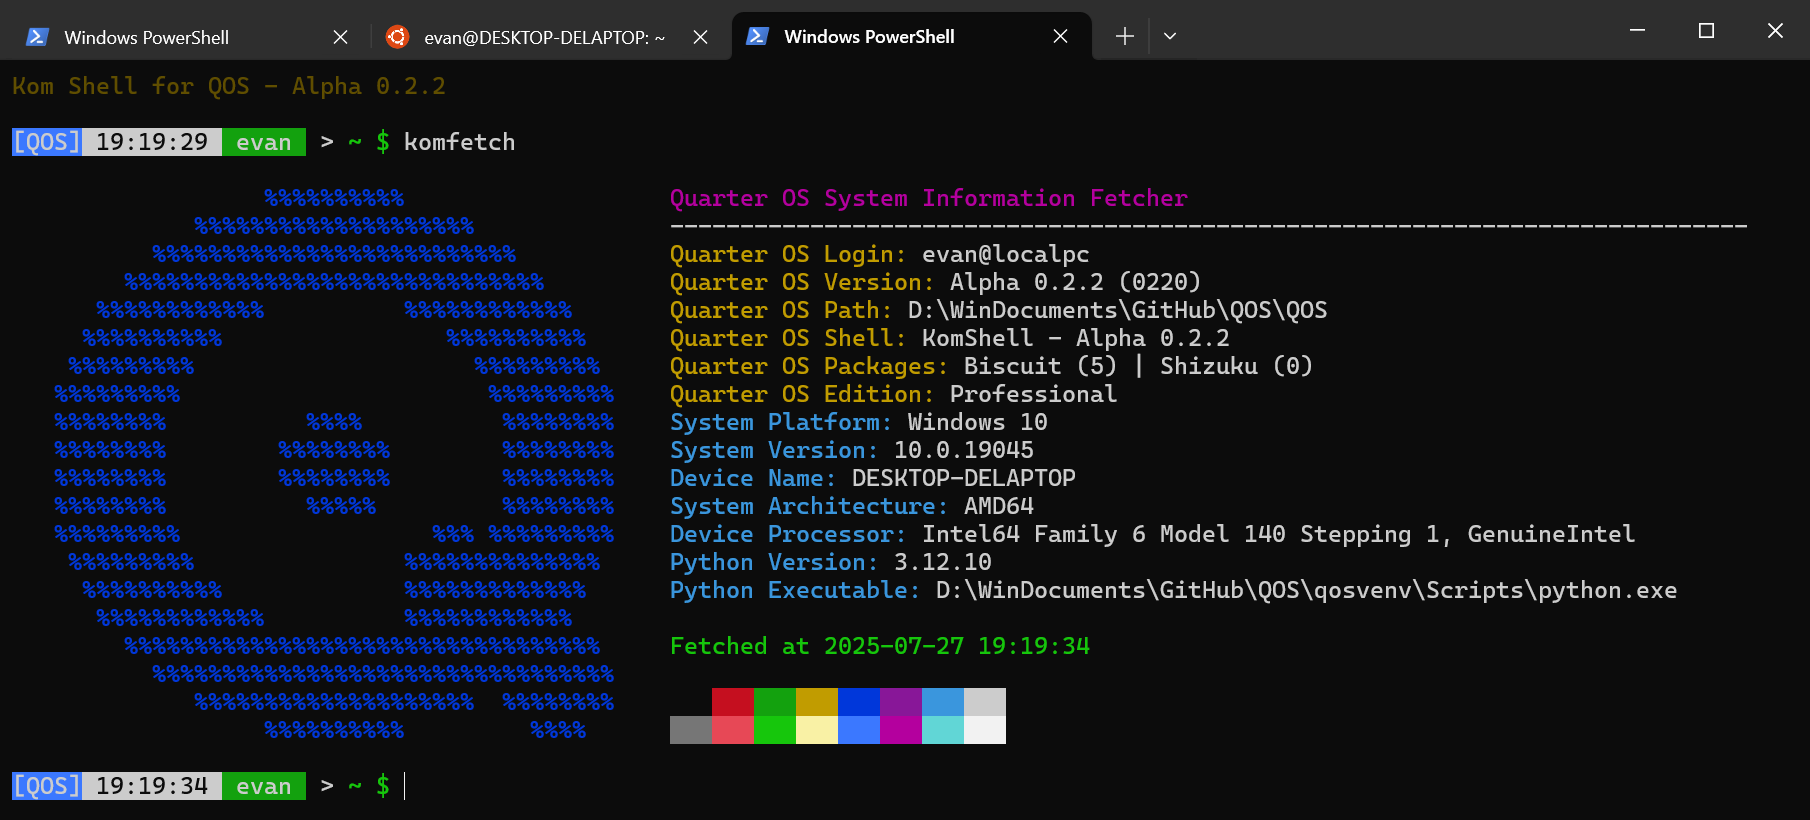 Windows PowerShell
evan@DESKTOP-DELAPTOP: ~
Windows PowerShell
Kom Shell for QOS - Alpha 0.2.2
[QOS] 19:19:29 evan > ~ $ komfetch
%%%%%%%%%% Quarter OS System Information Fetcher
%%%%%%%%%%%%%%%%%%%% -----------------------------------------------------------------------------
%%%%%%%%%%%%%%%%%%%%%%%%%% Quarter OS Login: evan@localpc
%%%%%%%%%%%%%%%%%%%%%%%%%%%%%% Quarter OS Version: Alpha 0.2.2 (0220)
%%%%%%%%%%%% %%%%%%%%%%%% Quarter OS Path: D:\WinDocuments\GitHub\QOS\QOS
%%%%%%%%%% %%%%%%%%%% Quarter OS Shell: KomShell - Alpha 0.2.2
%%%%%%%%% %%%%%%%%% Quarter OS Packages: Biscuit (5) | Shizuku (0)
%%%%%%%%% %%%%%%%%% Quarter OS Edition: Professional
%%%%%%%% %%%% %%%%%%%% System Platform: Windows 10
%%%%%%%% %%%%%%%% %%%%%%%% System Version: 10.0.19045
%%%%%%%% %%%%%%%% %%%%%%%% Device Name: DESKTOP-DELAPTOP
%%%%%%%% %%%%% %%%%%%%% System Architecture: AMD64
%%%%%%%%% %%% %%%%%%%%% Device Processor: Intel64 Family 6 Model 140 Stepping 1, GenuineIntel
%%%%%%%%% %%%%%%%%%%%%%% Python Version: 3.12.10
%%%%%%%%%% %%%%%%%%%%%%% Python Executable: D:\WinDocuments\GitHub\QOS\qosvenv\Scripts\python.exe
%%%%%%%%%%%% %%%%%%%%%%%%
%%%%%%%%%%%%%%%%%%%%%%%%%%%%%%%%%% Fetched at 2025-07-27 19:19:34
%%%%%%%%%%%%%%%%%%%%%%%%%%%%%%%%%
%%%%%%%%%%%%%%%%%%%% %%%%%%%%
%%%%%%%%%% %%%%
[QOS] 19:19:34 evan > ~ $